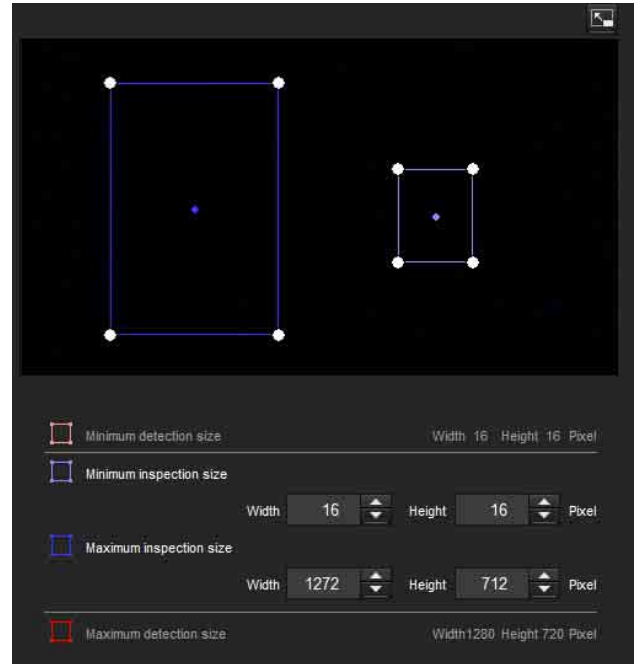 Minimum detection size Width 16 Height 16 Pixel
Minimum inspection size
Width 16 Height 16 Pixel
Maximum inspection size
Width 1272 Height 712 Pixel
Maximum detection size Width1280 Height 720 Pixel